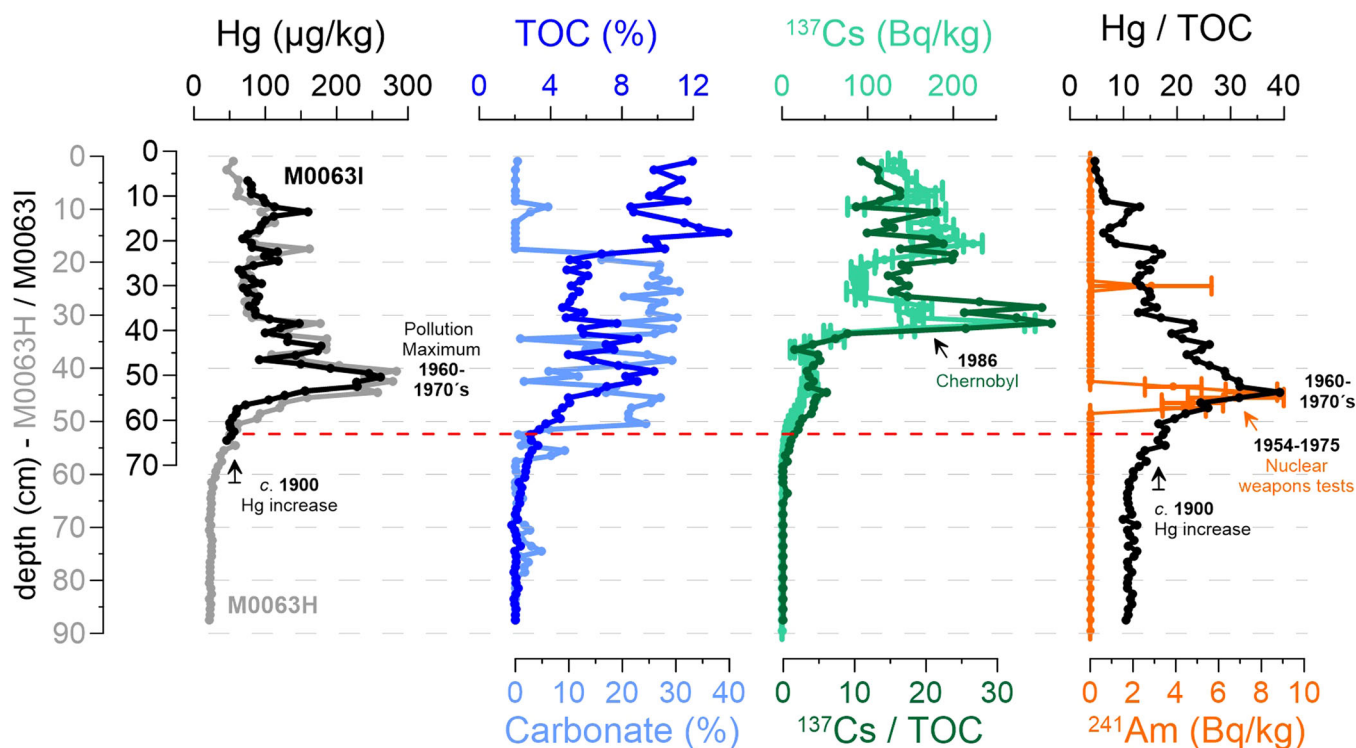 Hg (µg/kg)
TOC (%)
¹³⁷Cs (Bq/kg)
Hg / TOC
0 100 200 300
0 4 8 12
0 100 200
0 10 20 30 40
depth (cm) - M0063H / M0063I
0
10
20
30
40
50
60
70
80
90
0
10
20
30
40
50
60
70
M0063I
Pollution
Maximum
1960-
1970´s
c. 1900
Hg increase
M0063H
1986
Chernobyl
1960-
1970´s
1954-1975
Nuclear
weapons tests
c. 1900
Hg increase
0 10 20 30 40
0 10 20 30
0 2 4 6 8 10
Carbonate (%)
¹³⁷Cs / TOC
²⁴¹Am (Bq/kg)